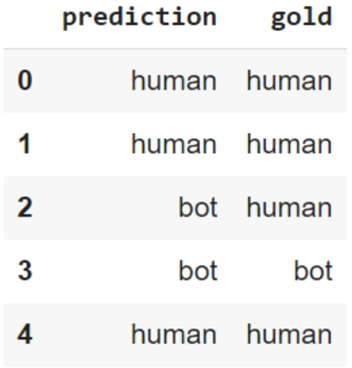 prediction gold
0 human human
1 human human
2 bot human
3 bot bot
4 human human